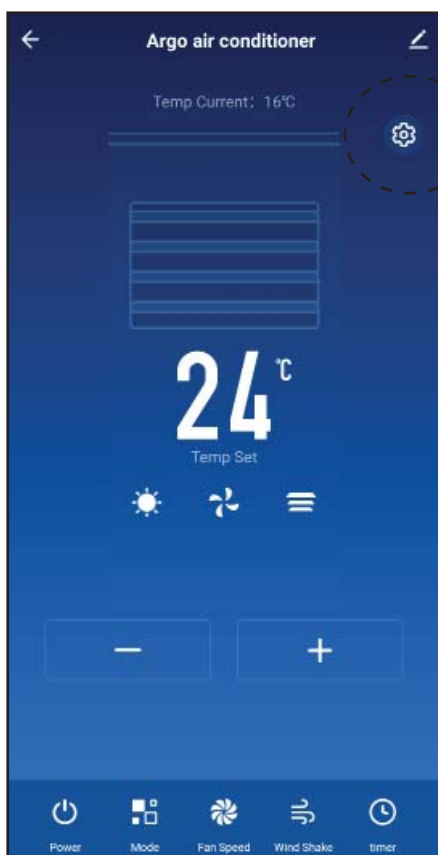 Argo air conditioner
Temp Current: 16℃
24 ℃
Temp Set
Power Mode Fan Speed Wind Shake timer